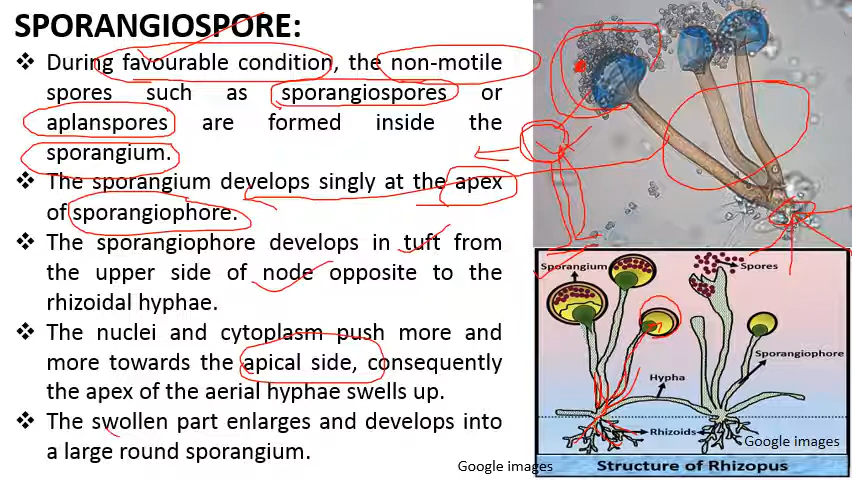 SPORANGIOSPORE:
❖ During favourable condition, the non-motile
spores such as sporangiospores or
aplanspores are formed inside the
sporangium.
❖ The sporangium develops singly at the apex
of sporangiophore.
❖ The sporangiophore develops in tuft from
the upper side of node opposite to the
rhizoidal hyphae.
❖ The nuclei and cytoplasm push more and
more towards the apical side, consequently
the apex of the aerial hyphae swells up.
❖ The swollen part enlarges and develops into
a large round sporangium.
Google images
Sporangium
Spores
Sporangiophore
Hypha
Rhizoids
Google images
Structure of Rhizopus